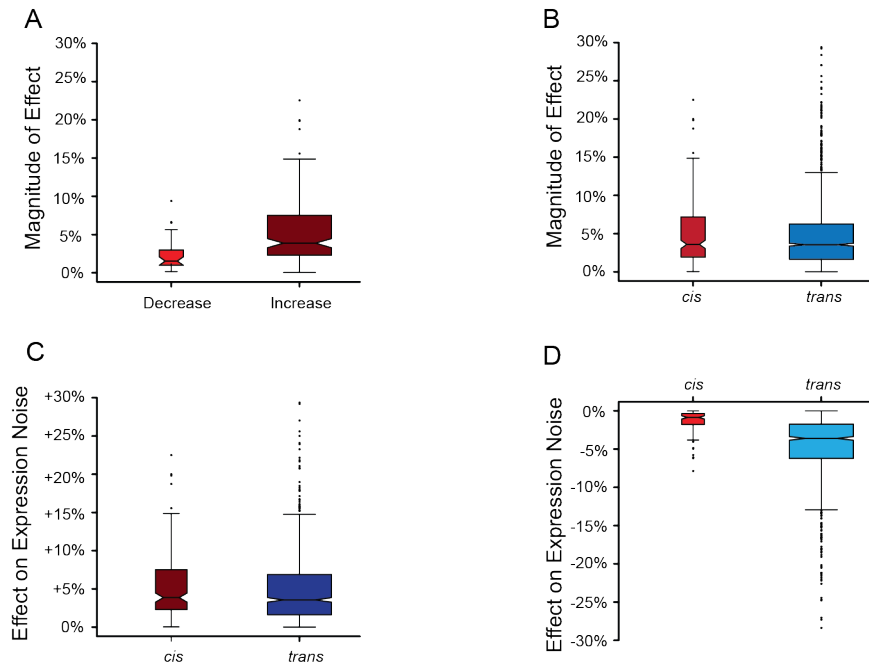 A
Magnitude of Effect
30%
25%
20%
15%
10%
5%
0%
Decrease
Increase
B
Magnitude of Effect
30%
25%
20%
15%
10%
5%
0%
cis
trans
C
Effect on Expression Noise
+30%
+25%
+20%
+15%
+10%
+5%
0%
cis
trans
D
cis
trans
Effect on Expression Noise
0%
-5%
-10%
-15%
-20%
-25%
-30%